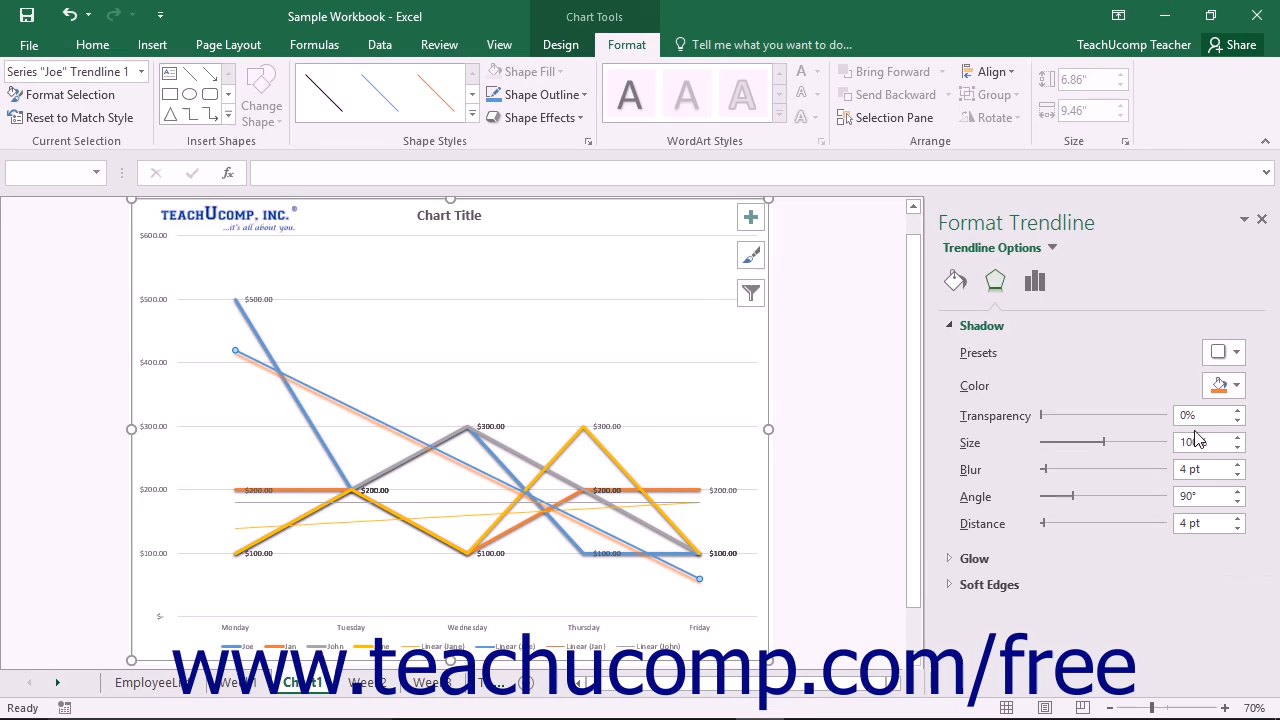 Sample Workbook - Excel
Chart Tools
File Home Insert Page Layout Formulas Data Review View Design Format Tell me what you want to do... TeachUcomp Teacher Share
Series "Joe" Trendline 1
Format Selection
Reset to Match Style
Current Selection
Change Shape
Insert Shapes
Shape Fill
Shape Outline
Shape Effects
Shape Styles
A A A
WordArt Styles
Bring Forward
Send Backward
Selection Pane
Align
Group
Rotate
Arrange
6.86"
9.46"
Size
fx
TEACHUCOMP, INC.®
...it's all about you.
Chart Title
$600.00
$500.00 $500.00
$400.00
$300.00 $300.00 $300.00
$200.00 $200.00 $200.00 $200.00 $200.00
$100.00 $100.00 $100.00 $100.00 $100.00
$-
Monday Tuesday Wednesday Thursday Friday
Joe Jan John Linear (Jane) Linear (Jan) Linear (John)
Format Trendline
Trendline Options
Shadow
Presets
Color
Transparency 0%
Size
Blur 4 pt
Angle 90°
Distance 4 pt
Glow
Soft Edges
www.teachucomp.com/free
Chart1
Ready 70%